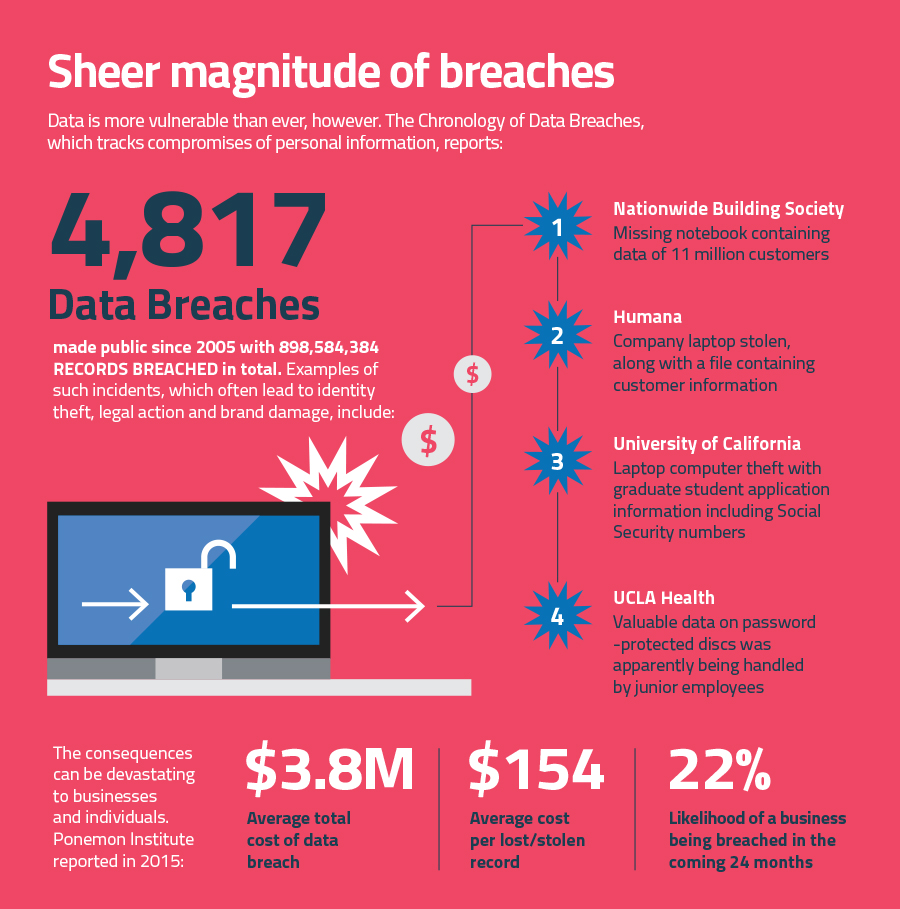 Sheer magnitude of breaches
Data is more vulnerable than ever, however. The Chronology of Data Breaches,
which tracks compromises of personal information, reports:
4,817
Data Breaches
made public since 2005 with 898,584,384
RECORDS BREACHED in total. Examples of
such incidents, which often lead to identity
theft, legal action and brand damage, include:
$
$
1
Nationwide Building Society
Missing notebook containing
data of 11 million customers
2
Humana
Company laptop stolen,
along with a file containing
customer information
3
University of California
Laptop computer theft with
graduate student application
information including Social
Security numbers
4
UCLA Health
Valuable data on password
-protected discs was
apparently being handled
by junior employees
The consequences
can be devastating
to businesses
and individuals.
Ponemon Institute
reported in 2015:
$3.8M
Average total
cost of data
breach
$154
Average cost
per lost/stolen
record
22%
Likelihood of a business
being breached in the
coming 24 months